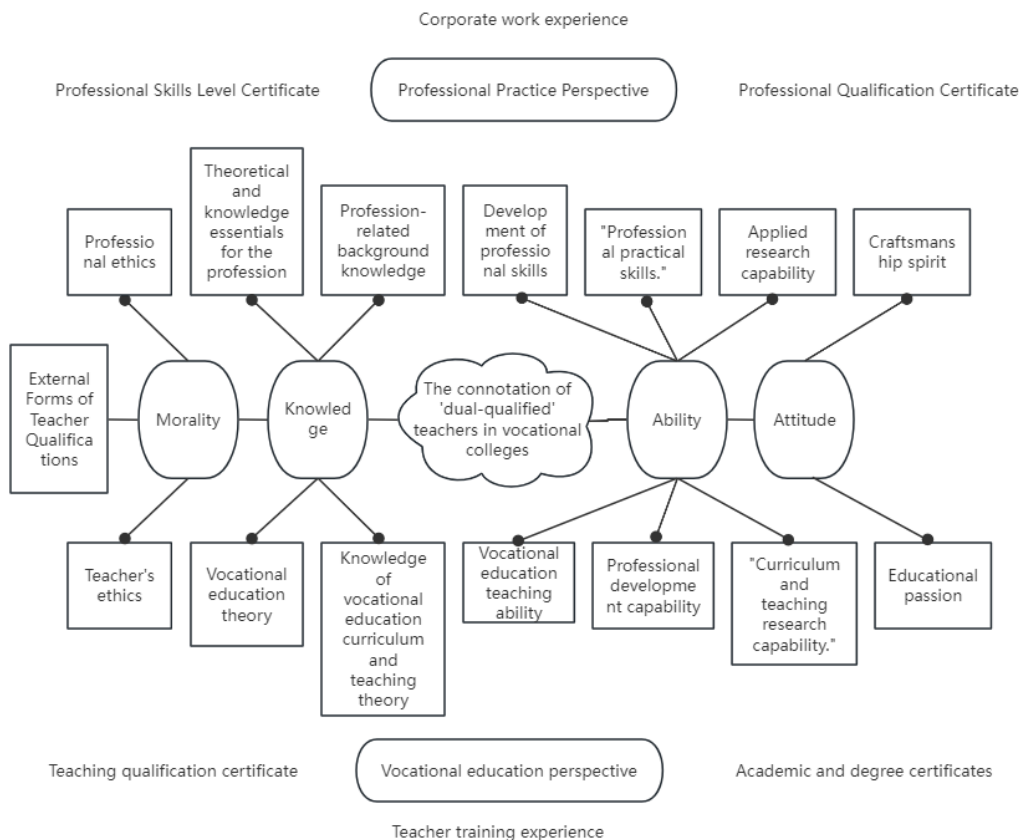 Corporate work experience
Professional Skills Level Certificate
Professional Practice Perspective
Professional Qualification Certificate
Professio
nal ethics
Theoretical
and
knowledge
essentials
for the
profession
Profession-
related
background
knowledge
Develop
ment of
professio
nal skills
"Profession
al practical
skills."
Applied
research
capability
Craftsmans
hip spirit
External
Forms of
Teacher
Qualifica
tions
Morality
Knowled
ge
The connotation of
'dual-qualified'
teachers in vocational
colleges
Ability
Attitude
Teacher's
ethics
Vocational
education
theory
Knowledge
of
vocational
education
curriculum
and
teaching
theory
Vocational
education
teaching
ability
Professional
developme
nt capability
"Curriculum
and
teaching
research
capability."
Educational
passion
Teaching qualification certificate
Vocational education perspective
Academic and degree certificates
Teacher training experience